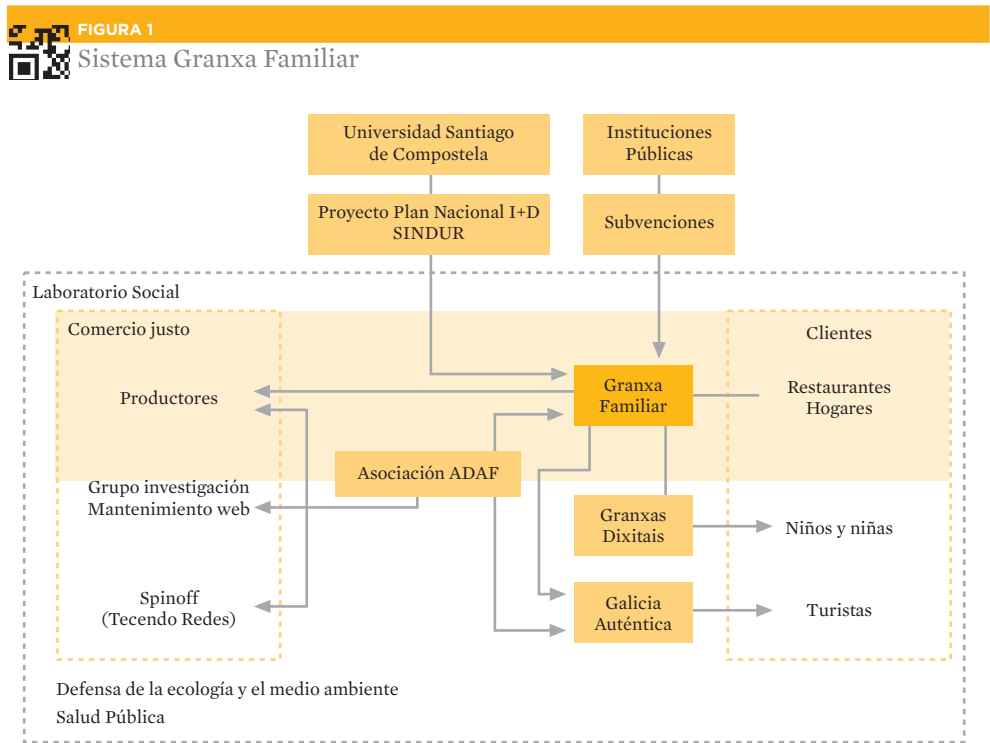 FIGURA 1
Sistema Granxa Familiar
Universidad Santiago
de Compostela
Instituciones
Públicas
Proyecto Plan Nacional I+D
SINDUR
Subvenciones
Laboratorio Social
Comercio justo
Clientes
Productores
Granxa
Familiar
Restaurantes
Hogares
Asociación ADAF
Grupo investigación
Mantenimiento web
Granxas
Dixitais
Niños y niñas
Spinoff
(Tecendo Redes)
Galicia
Auténtica
Turistas
Defensa de la ecología y el medio ambiente
Salud Pública